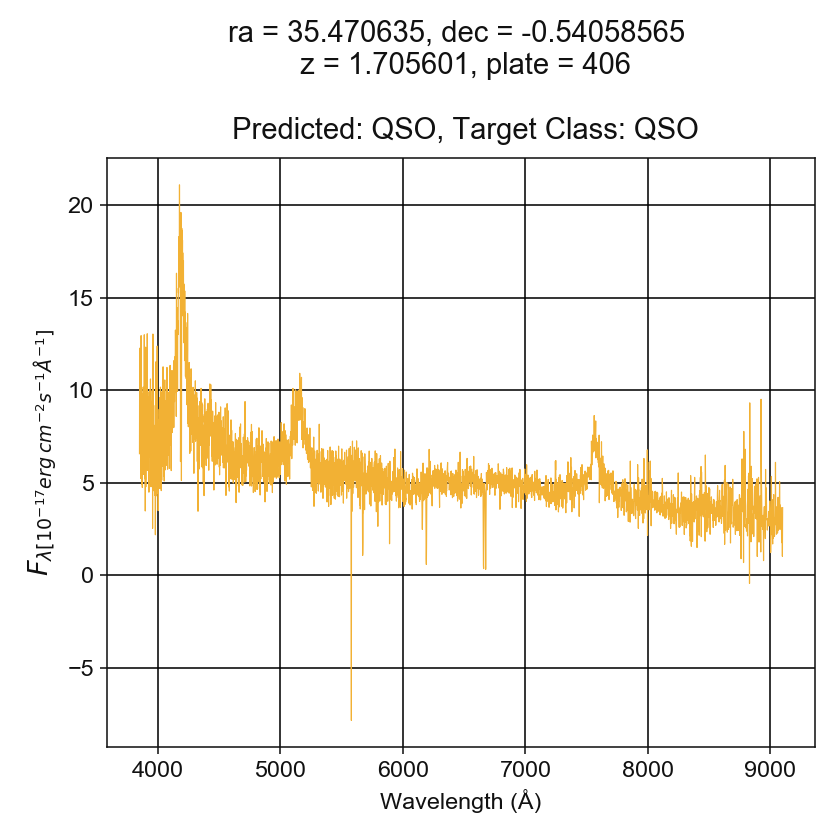 ra = 35.470635, dec = -0.54058565
z = 1.705601, plate = 406
Predicted: QSO, Target Class: QSO
20
15
10
5
0
−5
F_{λ[10^{−17} erg cm^{−2} s^{−1} Å^{−1}]}
4000 5000 6000 7000 8000 9000
Wavelength (Å)